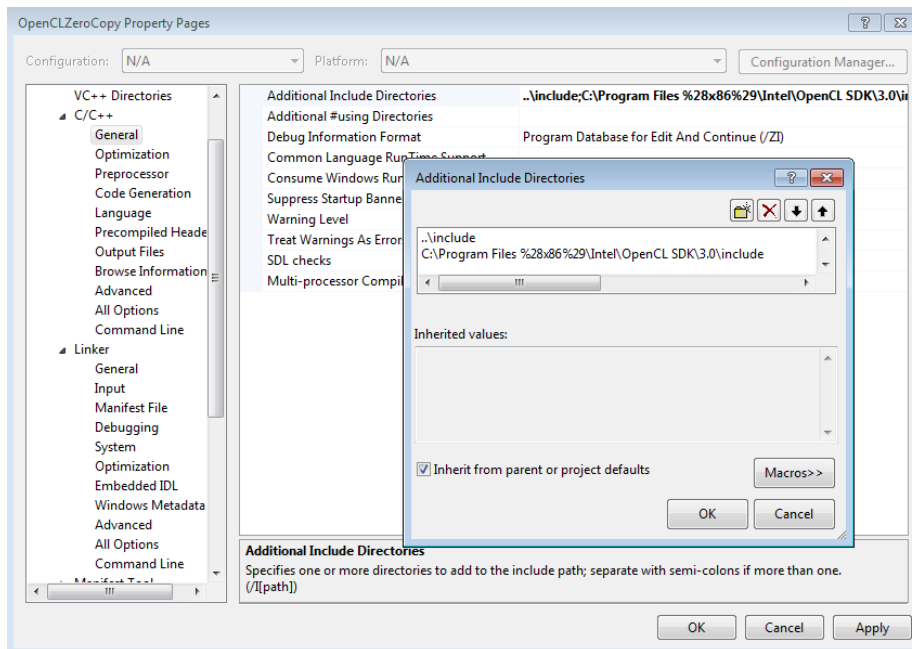 OpenCLZeroCopy Property Pages
Configuration: N/A Platform: N/A Configuration Manager...
VC++ Directories
C/C++
General
Optimization
Preprocessor
Code Generation
Language
Precompiled Heade
Output Files
Browse Information
Advanced
All Options
Command Line
Linker
General
Input
Manifest File
Debugging
System
Optimization
Embedded IDL
Windows Metadata
Advanced
All Options
Command Line
Manifest Tool
Additional Include Directories ..\include;C:\Program Files %28x86%29\Intel\OpenCL SDK\3.0\in
Additional #using Directories
Debug Information Format Program Database for Edit And Continue (/ZI)
Common Language RunTime Support
Consume Windows Run
Suppress Startup Banne
Warning Level
Treat Warnings As Error
SDL checks
Multi-processor Compil
Additional Include Directories
..\include
C:\Program Files %28x86%29\Intel\OpenCL SDK\3.0\include
Inherited values:
Inherit from parent or project defaults
Macros>>
OK Cancel
Additional Include Directories
Specifies one or more directories to add to the include path; separate with semi-colons if more than one.
(/I[path])
OK Cancel Apply